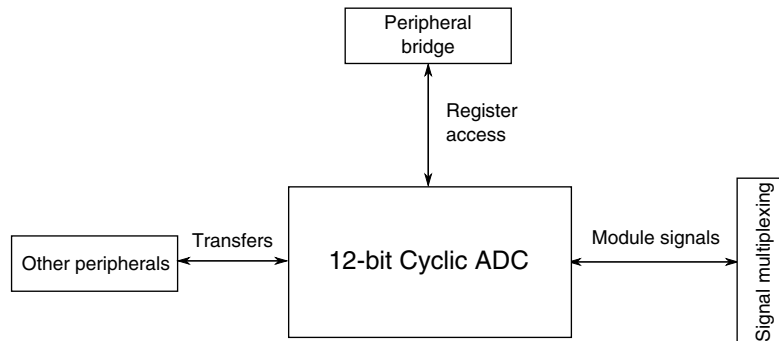 Peripheral
bridge
Register
access
Other peripherals
Transfers
12-bit Cyclic ADC
Module signals
Signal multiplexing